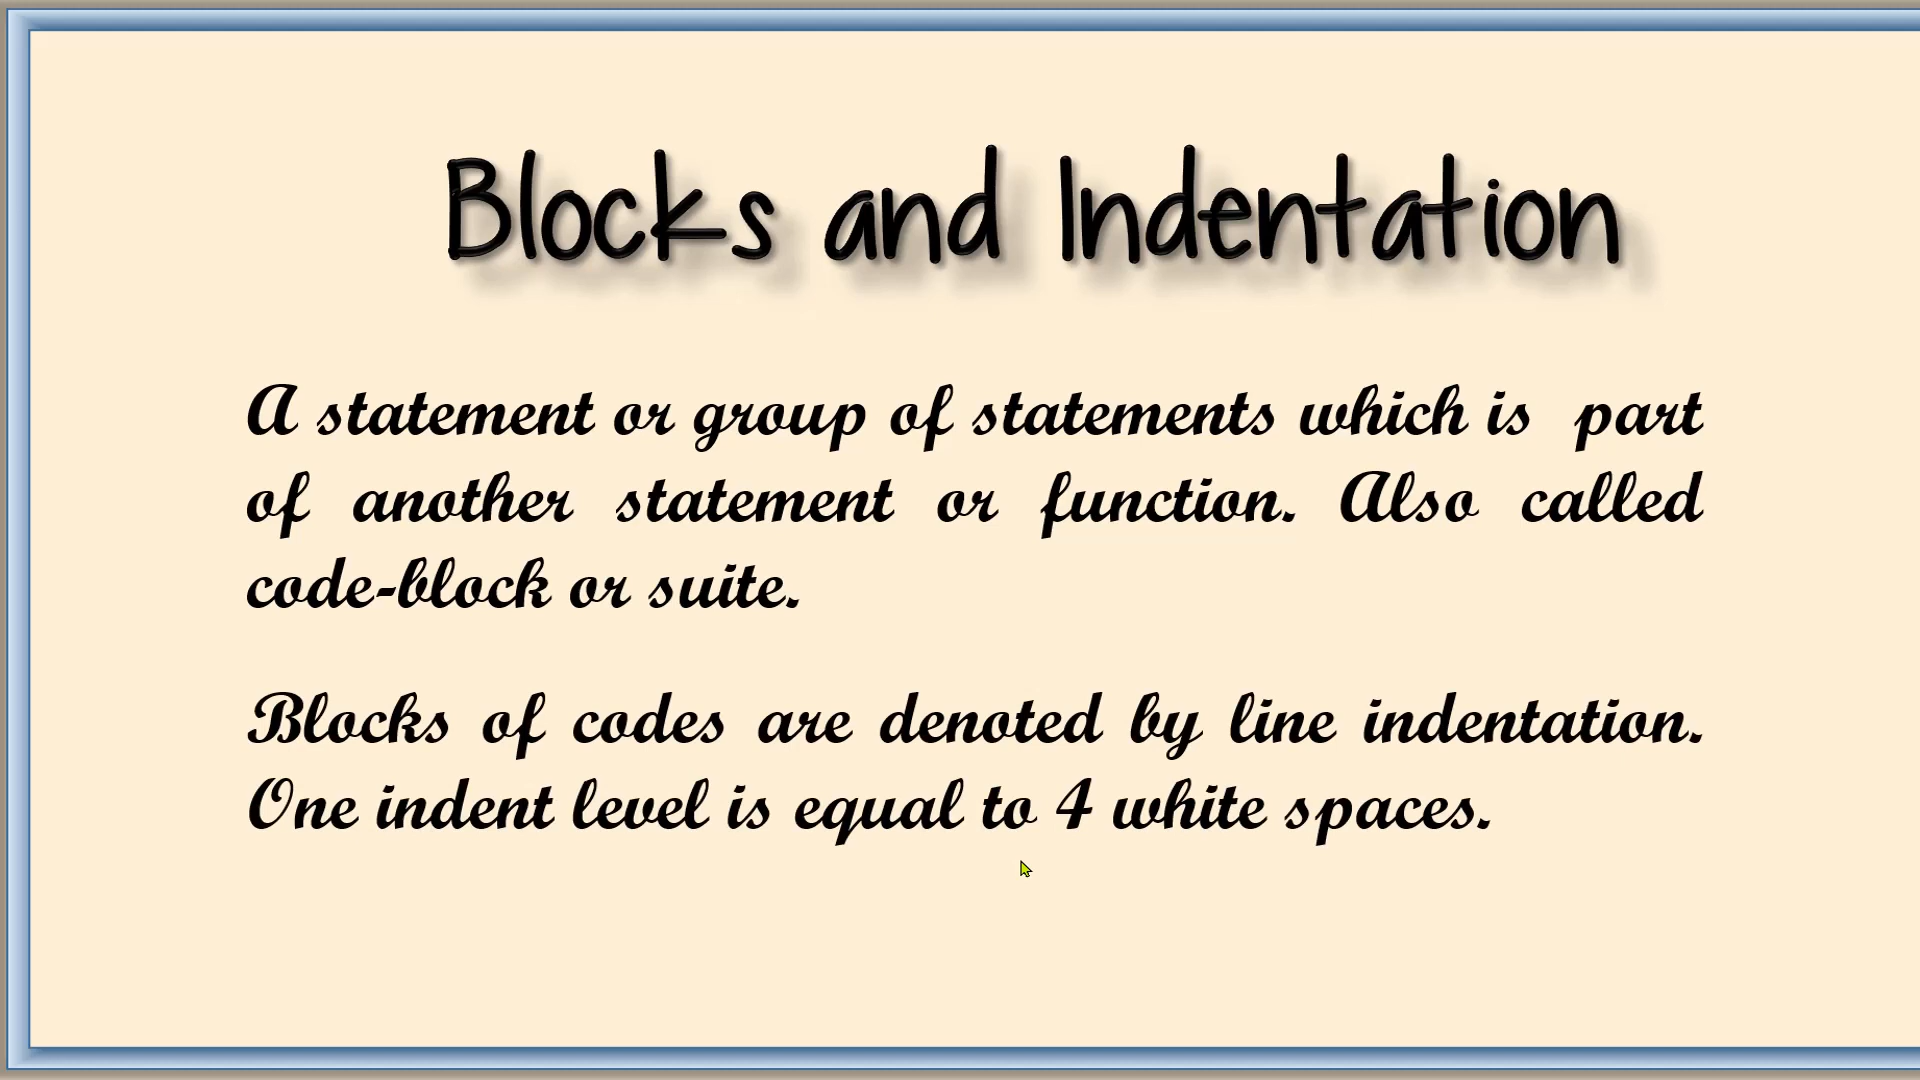 Blocks and Indentation
A statement or group of statements which is part
of another statement or function. Also called
code-block or suite.
Blocks of codes are denoted by line indentation.
One indent level is equal to 4 white spaces.